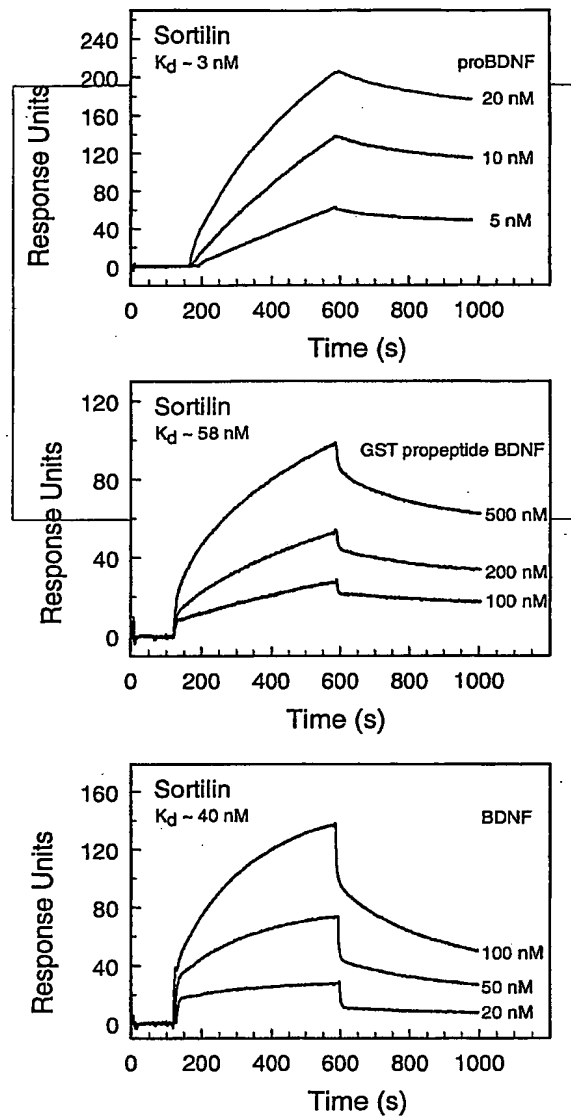 Sortilin
Kd ~ 3 nM
proBDNF
240
200
160
120
80
40
0
Response Units
20 nM
10 nM
5 nM
0 200 400 600 800 1000
Time (s)
Sortilin
Kd ~ 58 nM
GST propeptide BDNF
120
80
40
0
Response Units
500 nM
200 nM
100 nM
0 200 400 600 800 1000
Time (s)
Sortilin
Kd ~ 40 nM
BDNF
160
140
80
40
0
Response Units
100 nM
50 nM
20 nM
0 200 400 600 800 1000
Time (s)